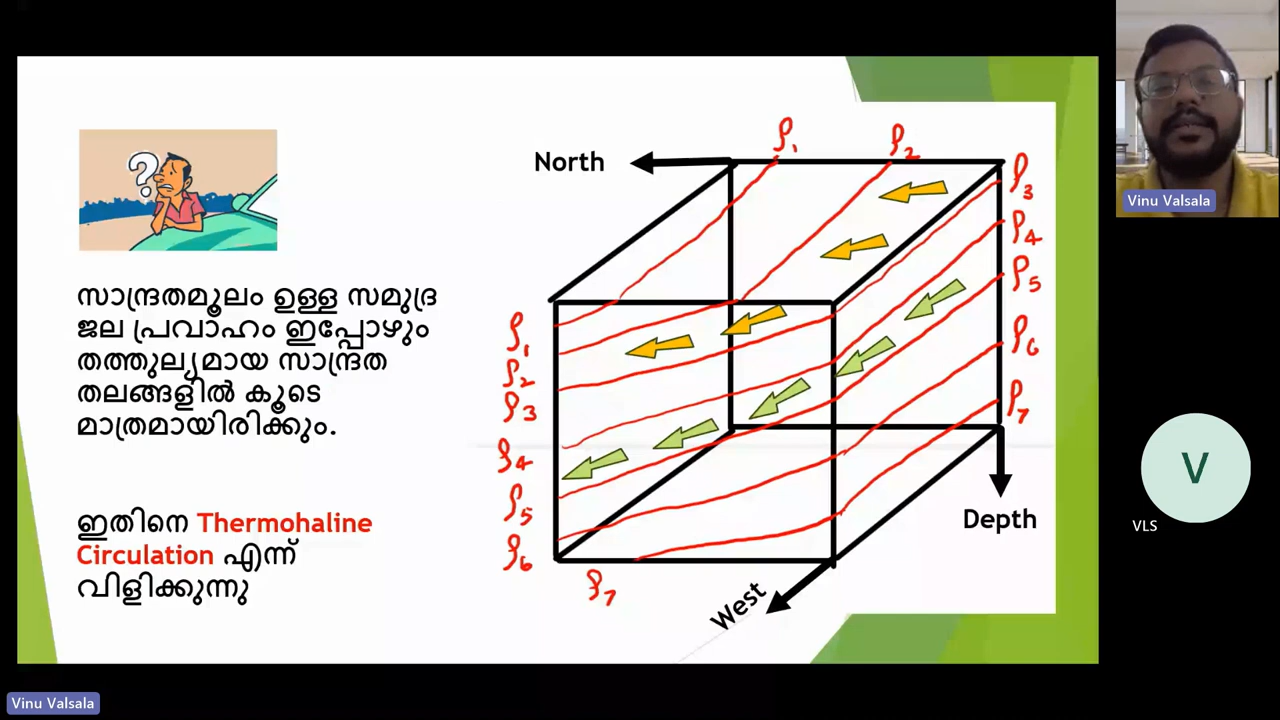 ?
സാന്ദ്രതമൂലം ഉള്ള സമുദ്ര
ജല പ്രവാഹം ഇപ്പോഴും
തത്തുല്യമായ സാന്ദ്രത
തലങ്ങളിൽ കൂടെ
മാത്രമായിരിക്കും.
ഇതിനെ Thermohaline
Circulation എന്ന്
വിളിക്കുന്നു
North
ρ₁
ρ₂
ρ₃
ρ₄
ρ₅
ρ₆
ρ₇
ρ₁
ρ₂
ρ₃
ρ₄
ρ₅
ρ₆
ρ₇
Depth
West
Vinu Valsala
V
VLS
Vinu Valsala